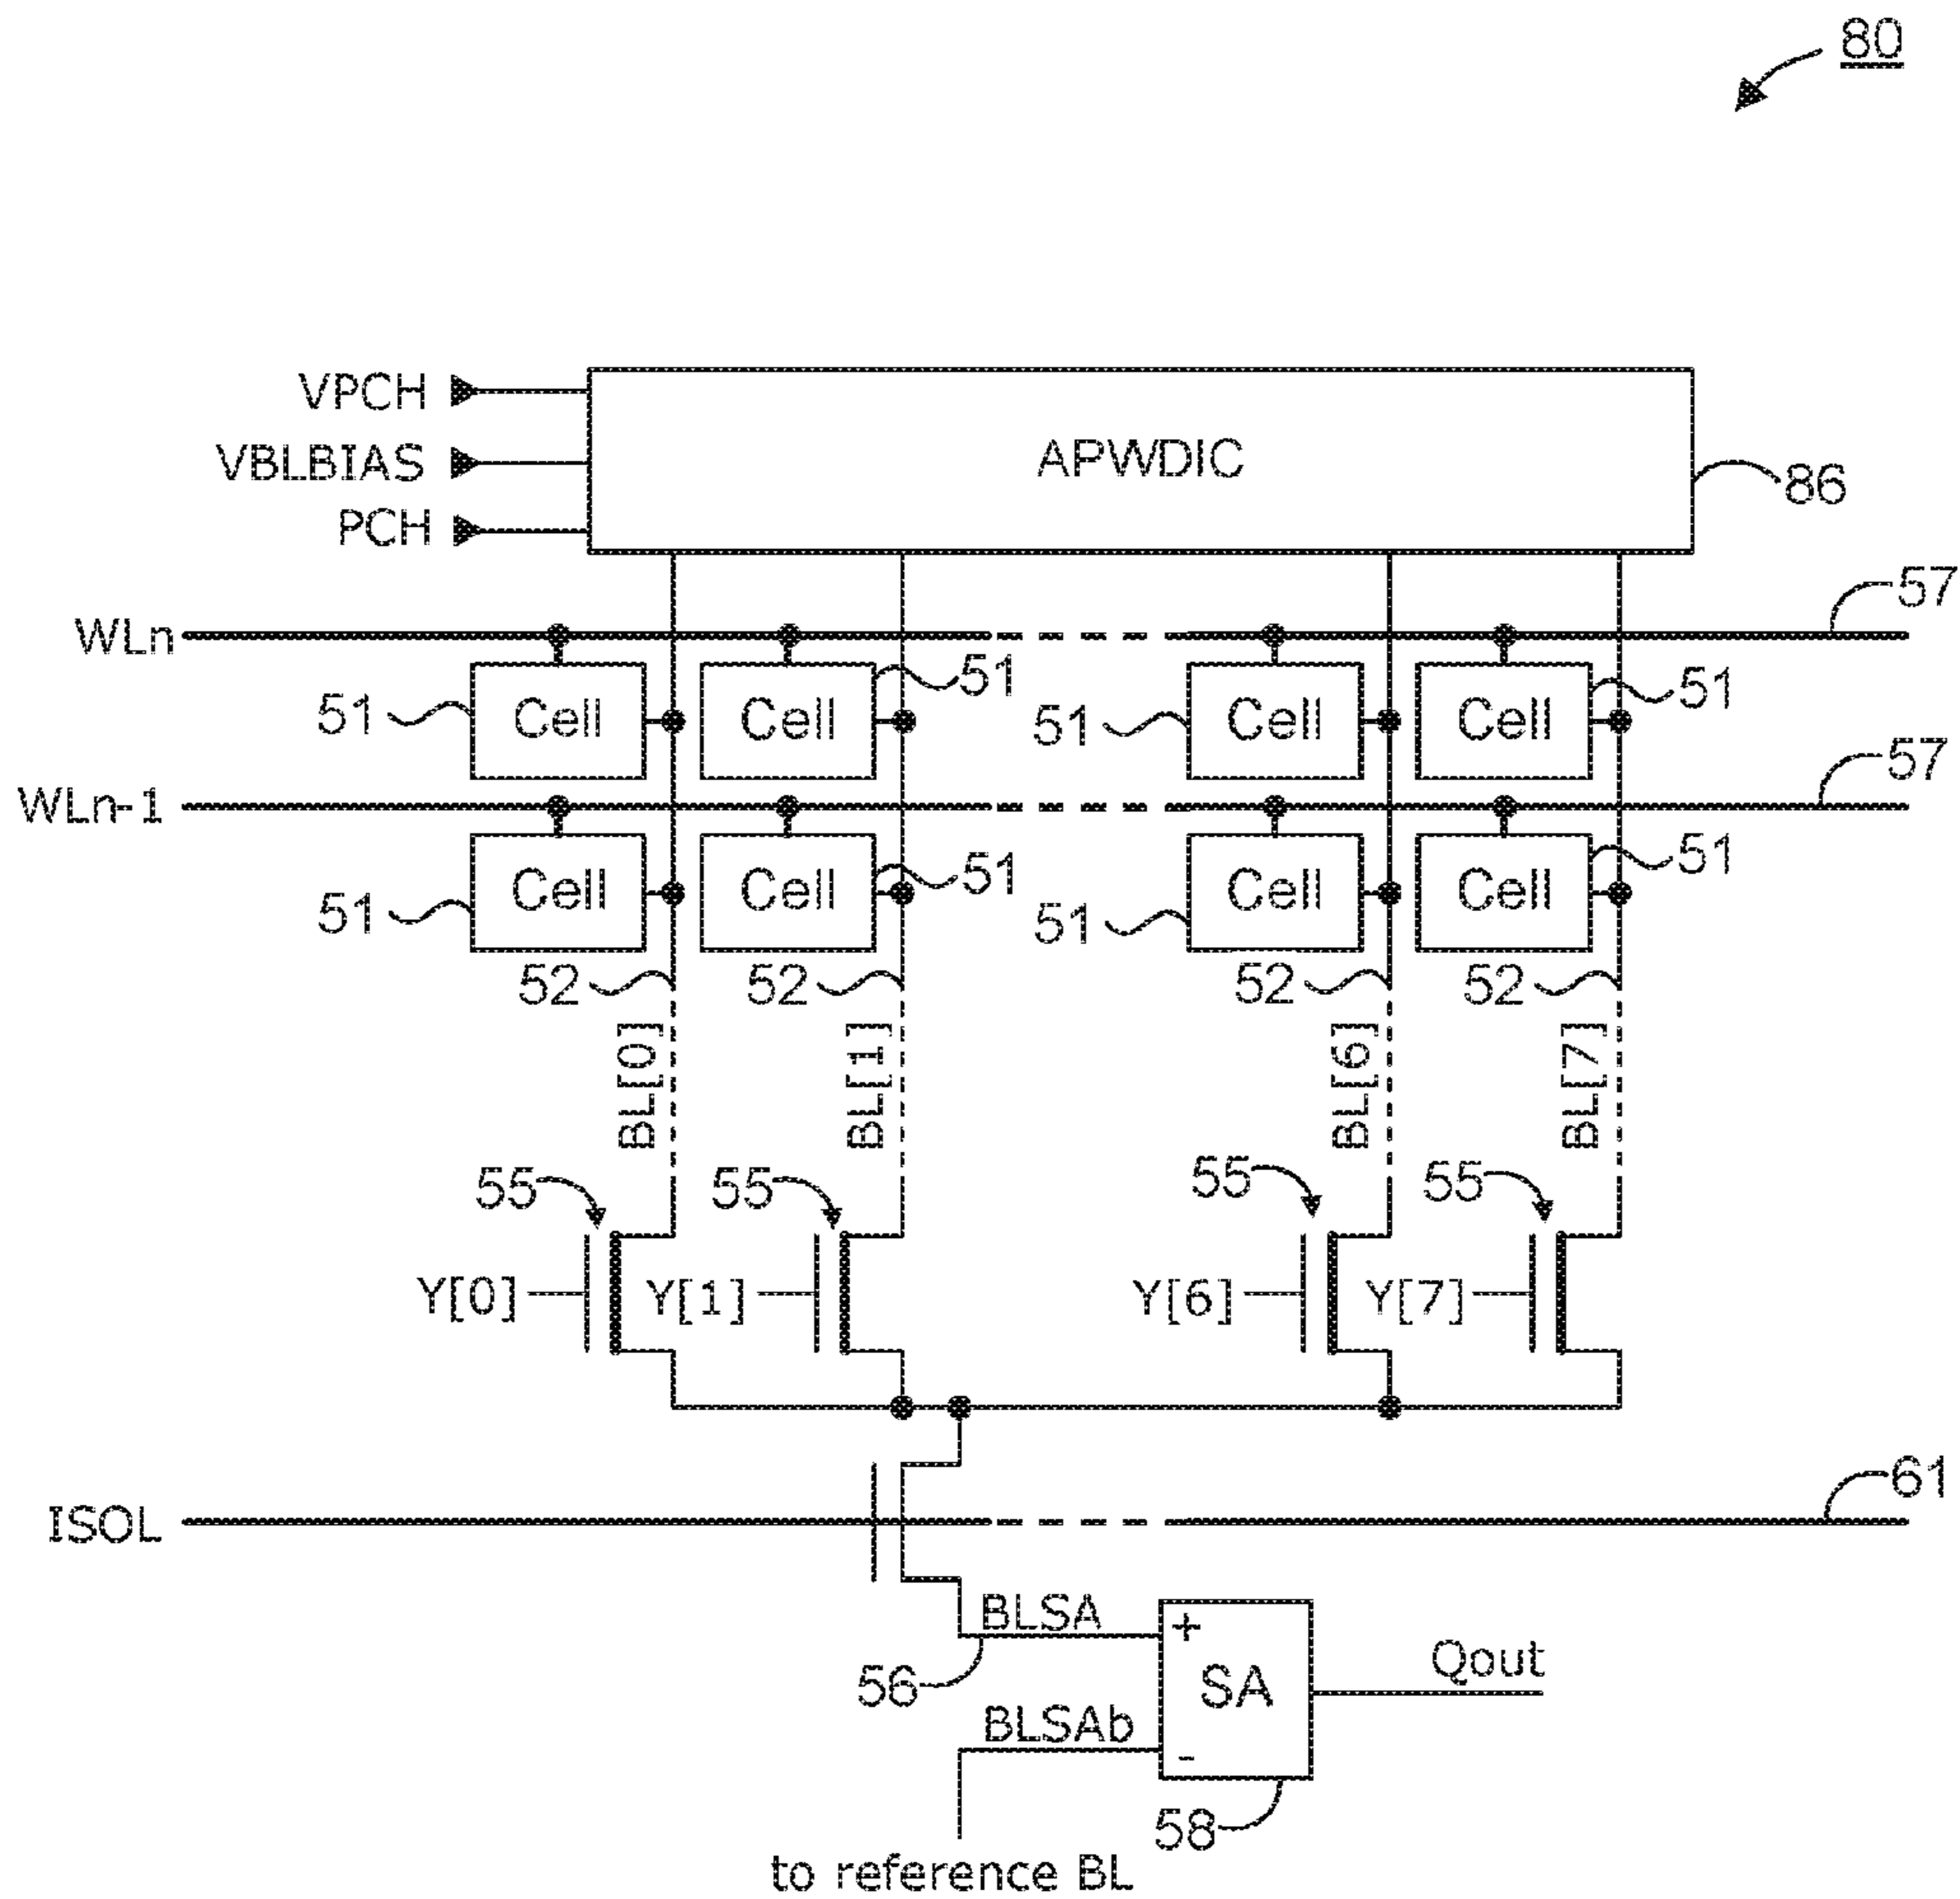 80
VPCH
VBLBIAS
PCH
APWDIC
86
57
WLn
51 Cell
Cell 51
51 Cell
Cell 51
57
WLn-1
51 Cell
Cell 51
51 Cell
Cell 51
52 52 52 52
BL[0] BL[1] BL[6] BL[7]
55 55 55 55
Y[0] Y[1] Y[6] Y[7]
61
ISOL
BLSA
+
56
SA
Qout
BLSAb
-
58
to reference BL